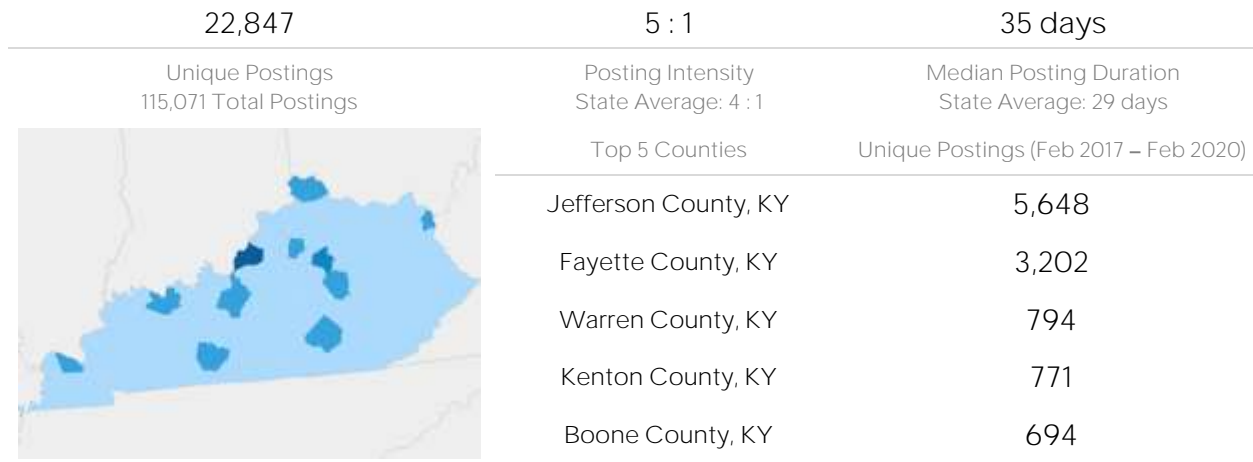 22,847
Unique Postings
115,071 Total Postings
5 : 1
Posting Intensity
State Average: 4 : 1
35 days
Median Posting Duration
State Average: 29 days
Top 5 Counties
Unique Postings (Feb 2017 – Feb 2020)
Jefferson County, KY
5,648
Fayette County, KY
3,202
Warren County, KY
794
Kenton County, KY
771
Boone County, KY
694